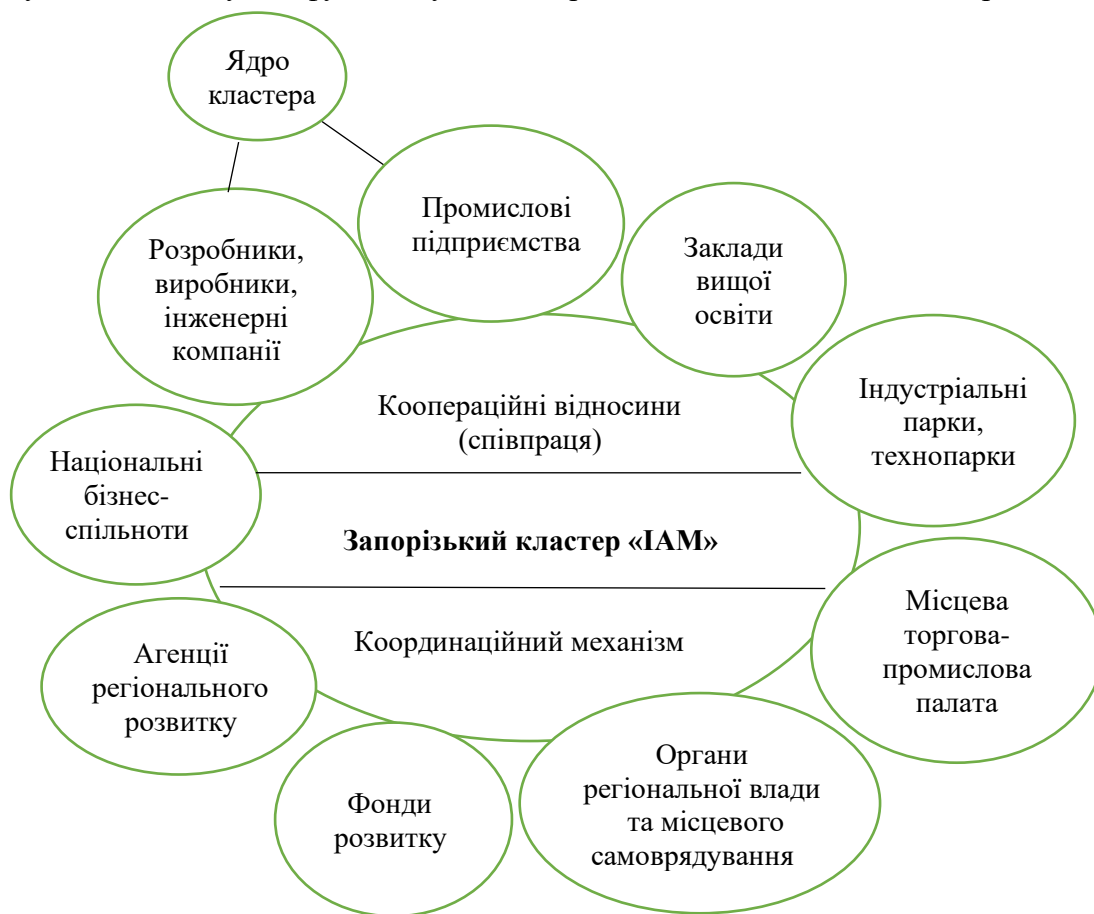 Ядро
кластера
Промислові
підприємства
Розробники,
виробники,
інженерні
компанії
Заклади
вищої
освіти
Індустріальні
парки,
технопарки
Коопераційні відносини
(співпраця)
Національні
бізнес-
спільноти
Запорізький кластер «ІАМ»
Місцева
торгова-
промислова
палата
Координаційний механізм
Агенції
регіонального
розвитку
Органи
регіональної влади
та місцевого
самоврядування
Фонди
розвитку